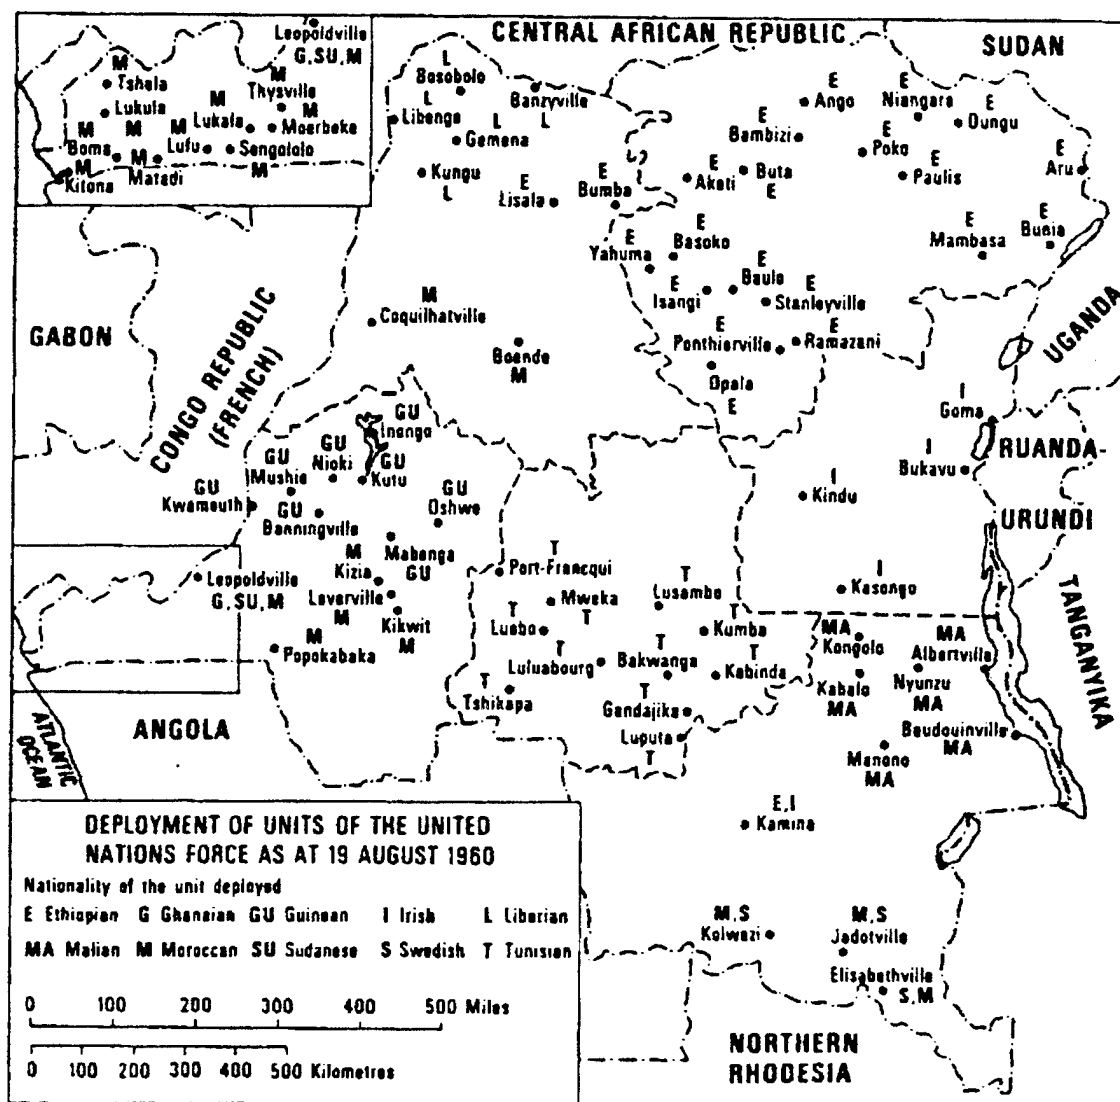 Leopoldville
G,SU,M
M
Tshela
Lukula
M
Thysville
M
Lukala
M
Moerbeke
M
M
M
Boma
Lufu
Songololo
M
Matadi
M
M
Kitona
CENTRAL AFRICAN REPUBLIC
SUDAN
L
Bosobolo
Banzyville
L
Libenge
L
L
Gemena
Kungu
L
E
Lisala
E
Bumba
E
Ango
E
Niangara
E
Dungu
E
Bambizi
Poko
E
Paulis
E
Aru
E
Aketi
Buta
E
E
Mambasa
E
Bunia
E
Yahuma
E
Basoko
E
Isangi
E
Baulo
E
Stanleyville
E
Ponthierville
E
Ramazani
Opala
E
GABON
CONGO REPUBLIC
(FRENCH)
UGANDA
M
Coquilhatville
Boende
M
I
Goma
RUANDA-
URUNDI
I
Bukavu
I
Kindu
I
Kasongo
GU
Inongo
GU
Nioki
GU
Mushie
GU
Kutu
GU
Kwamouth
GU
Banningville
GU
Oshwe
Mabenga
GU
M
Kizia
Leverville
M
Kikwit
M
Leopoldville
G,SU,M
M
Popokabaka
T
Port-Francqui
Mweka
T
T
Luebo
T
Lusambo
T
Kumba
T
Luluabourg
T
Bakwanga
T
Kabinda
T
Tshikapa
T
Gandajika
Luputa
T
TANGANYIKA
MA
Kongolo
Kabalo
MA
MA
Albertville
Nyunzu
MA
Baudouinville
MA
Manono
MA
ANGOLA
ATLANTIC
OCEAN
E,I
Kamina
M,S
Kolwezi
M,S
Jadotville
Elisabethville
S,M
NORTHERN
RHODESIA
DEPLOYMENT OF UNITS OF THE UNITED
NATIONS FORCE AS AT 19 AUGUST 1960
Nationality of the unit deployed
E Ethiopian G Ghanaian GU Guinean I Irish L Liberian
MA Malian M Moroccan SU Sudanese S Swedish T Tunisian
0 100 200 300 400 500 Miles
0 100 200 300 400 500 Kilometres